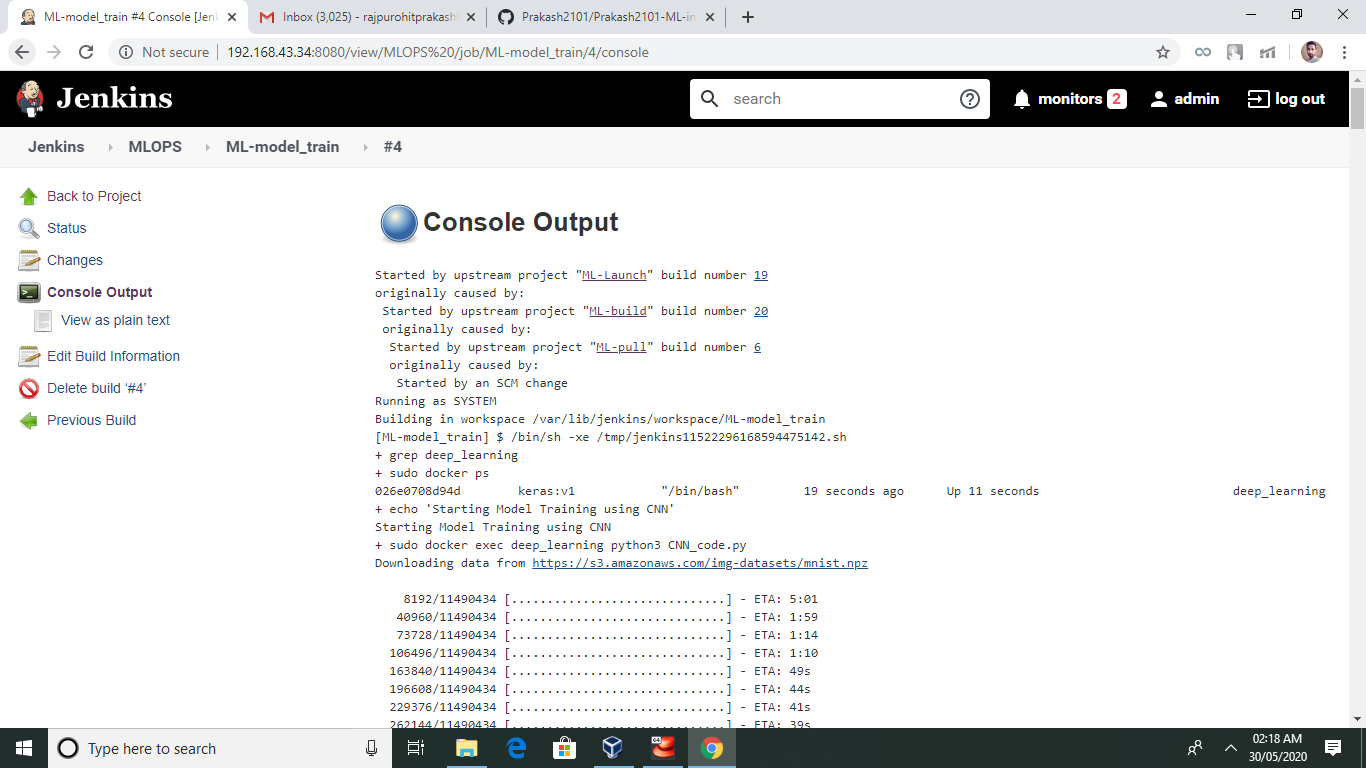 ML-model_train #4 Console [Jenk
Inbox (3,025) - rajpurohitprakash
Prakash2101/Prakash2101-ML-in
Not secure | 192.168.43.34:8080/view/MLOPS%20/job/ML-model_train/4/console
Jenkins
search
monitors 2
admin
log out
Jenkins
MLOPS
ML-model_train
#4
Back to Project
Status
Changes
Console Output
View as plain text
Edit Build Information
Delete build ‘#4’
Previous Build
Console Output
Started by upstream project "ML-Launch" build number 19
originally caused by:
Started by upstream project "ML-build" build number 20
originally caused by:
Started by upstream project "ML-pull" build number 6
originally caused by:
Started by an SCM change
Running as SYSTEM
Building in workspace /var/lib/jenkins/workspace/ML-model_train
[ML-model_train] $ /bin/sh -xe /tmp/jenkins11522296168594475142.sh
+ grep deep_learning
+ sudo docker ps
026e0708d94d keras:v1 "/bin/bash" 19 seconds ago Up 11 seconds deep_learning
+ echo 'Starting Model Training using CNN'
Starting Model Training using CNN
+ sudo docker exec deep_learning python3 CNN_code.py
Downloading data from https://s3.amazonaws.com/img-datasets/mnist.npz
8192/11490434 [..............................] - ETA: 5:01
40960/11490434 [..............................] - ETA: 1:59
73728/11490434 [..............................] - ETA: 1:14
106496/11490434 [..............................] - ETA: 1:10
163840/11490434 [..............................] - ETA: 49s
196608/11490434 [..............................] - ETA: 44s
229376/11490434 [..............................] - ETA: 41s
262144/11490434 [..............................] - ETA: 39s
Type here to search
02:18 AM
30/05/2020